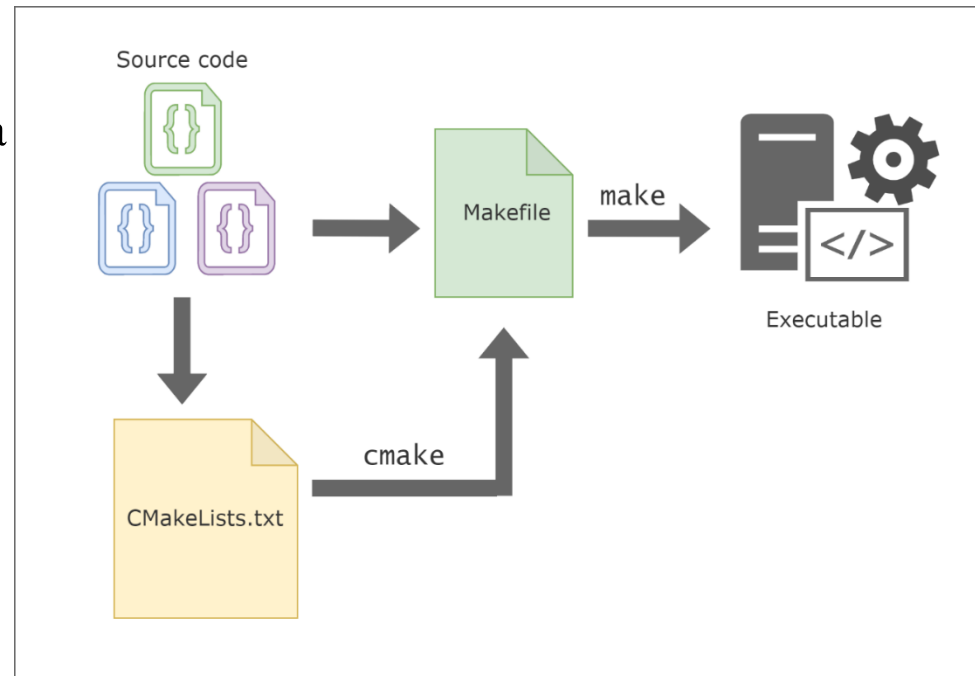 Source code
a
Makefile
make
</>
Executable
cmake
CMakeLists.txt